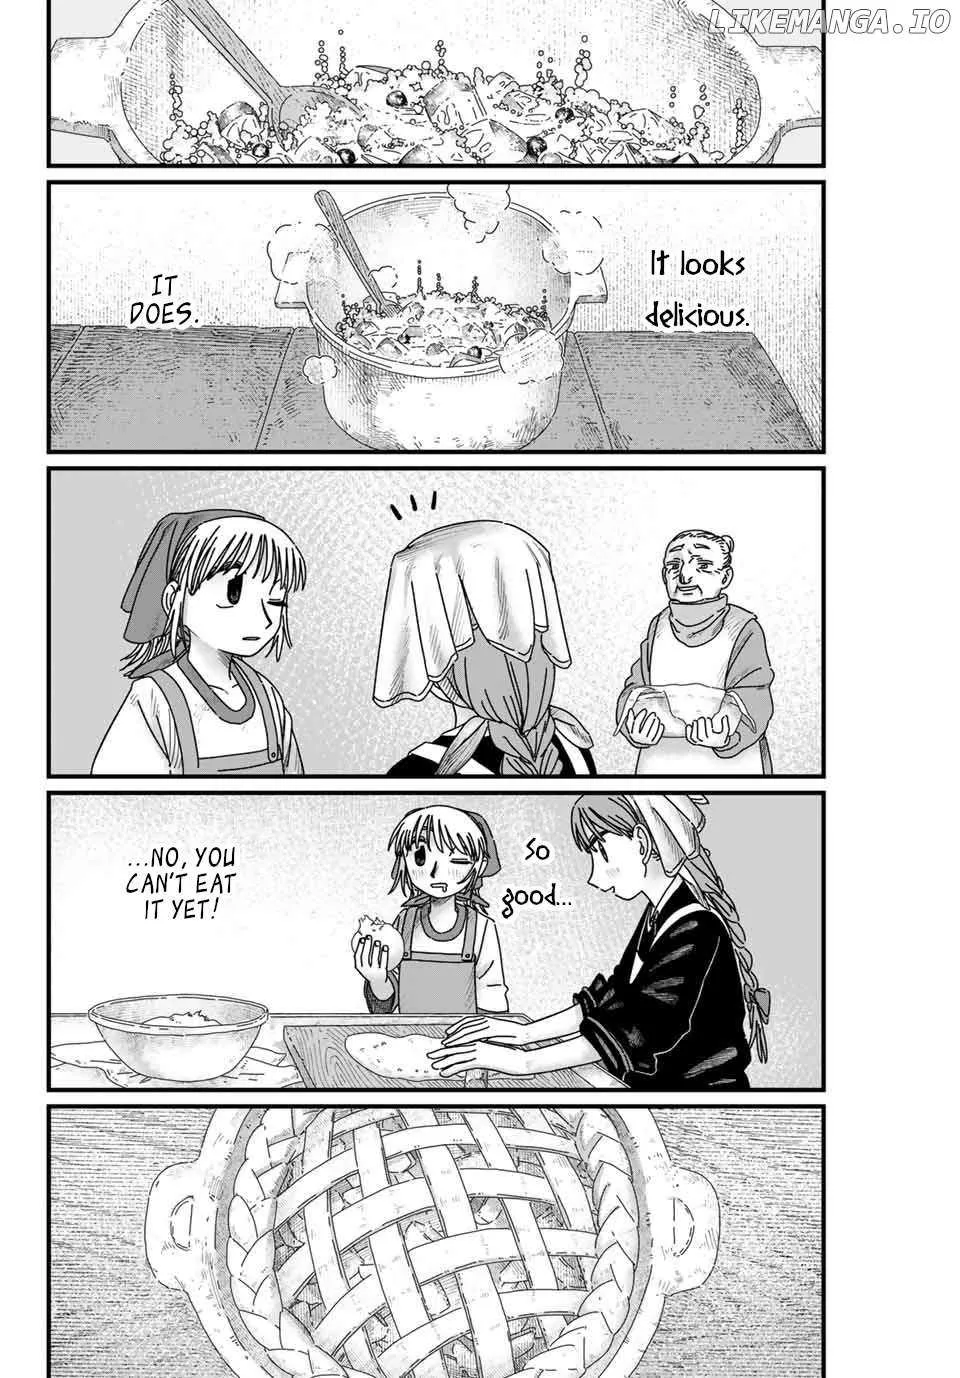 LIKEMANGA.IO
It looks
delicious.
IT
DOES.
So
good...
...NO, YOU
CAN'T EAT
IT YET!